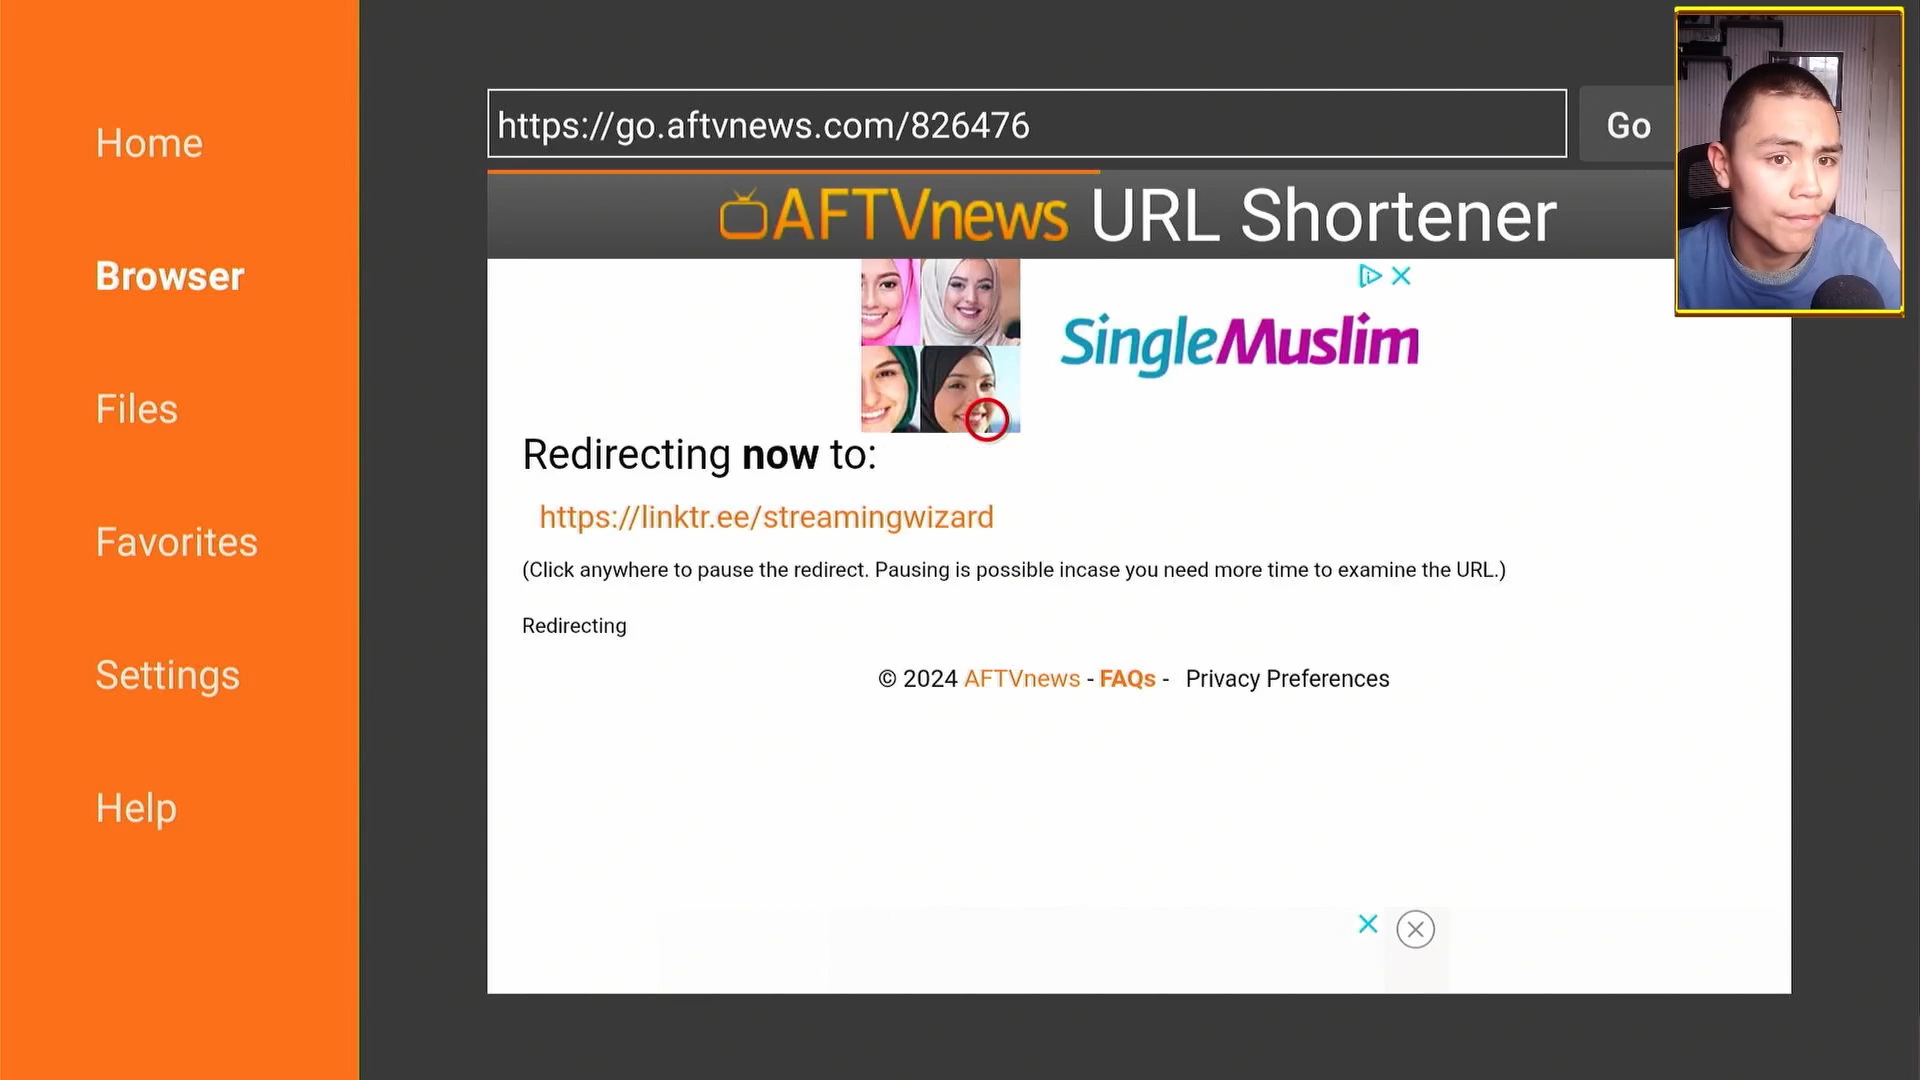 Home
Browser
Files
Favorites
Settings
Help
https://go.aftvnews.com/826476
Go
AFTVnews URL Shortener
SingleMuslim
Redirecting now to:
https://linktr.ee/streamingwizard
(Click anywhere to pause the redirect. Pausing is possible incase you need more time to examine the URL.)
Redirecting
© 2024 AFTVnews - FAQs - Privacy Preferences